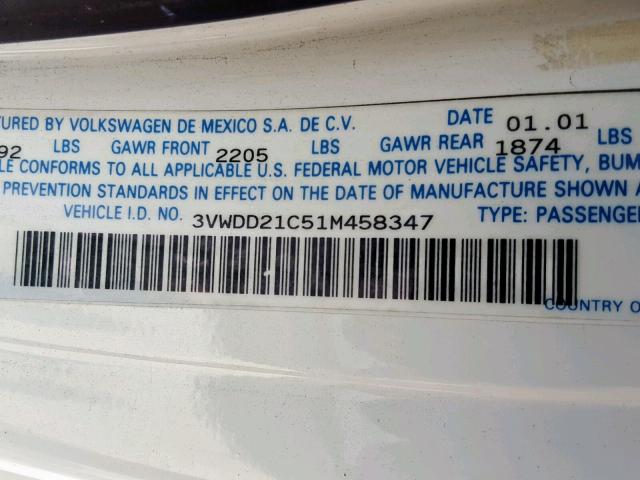 TURED BY VOLKSWAGEN DE MEXICO S.A. DE C.V. DATE 01.01
92 LBS GAWR FRONT 2205 LBS GAWR REAR 1874 LBS
LE CONFORMS TO ALL APPLICABLE U.S. FEDERAL MOTOR VEHICLE SAFETY, BUM
PREVENTION STANDARDS IN EFFECT ON THE DATE OF MANUFACTURE SHOWN A
VEHICLE I.D. NO. 3VWDD21C51M458347 TYPE: PASSENGER
COUNTRY O